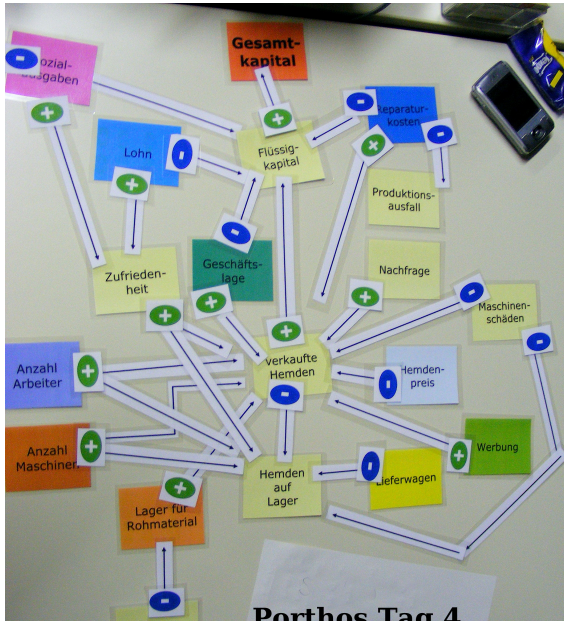 Gesamt-
kapital
Sozial-
ausgaben
Reparatur-
kosten
Lohn
Flüssig-
kapital
Produktions-
ausfall
Geschäfts-
lage
Nachfrage
Zufrieden-
heit
Maschinen-
schäden
Anzahl
Arbeiter
verkaufte
Hemden
Hemden-
preis
Anzahl
Maschinen
Werbung
Hemden
auf
Lager
Lieferwagen
Lager für
Rohmaterial
Porthos Tag 4